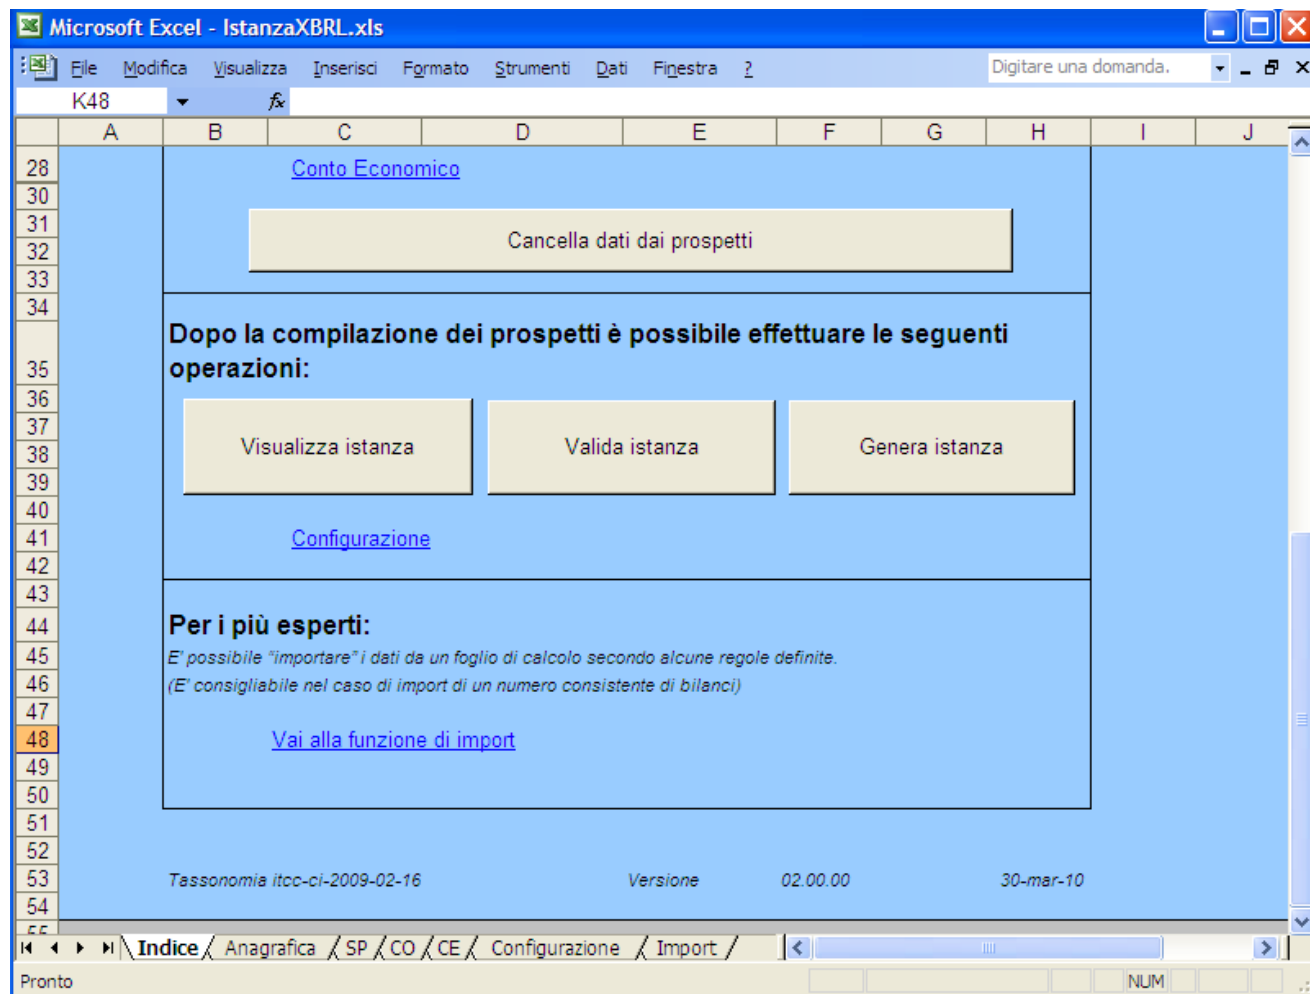 Microsoft Excel - IstanzaXBRL.xls
File Modifica Visualizza Inserisci Formato Strumenti Dati Finestra ? Digitare una domanda.
K48 fx
A B C D E F G H I J
28 Conto Economico
30
31
32 Cancella dati dai prospetti
33
34
Dopo la compilazione dei prospetti è possibile effettuare le seguenti
35 operazioni:
36
37
38 Visualizza istanza Valida istanza Genera istanza
39
40
41 Configurazione
42
43
44 Per i più esperti:
45 E' possibile “importare” i dati da un foglio di calcolo secondo alcune regole definite.
46 (E' consigliabile nel caso di import di un numero consistente di bilanci)
47
48 Vai alla funzione di import
49
50
51
52
53 Tassonomia itcc-ci-2009-02-16 Versione 02.00.00 30-mar-10
54
55
Indice Anagrafica SP CO CE Configurazione Import
Pronto NUM